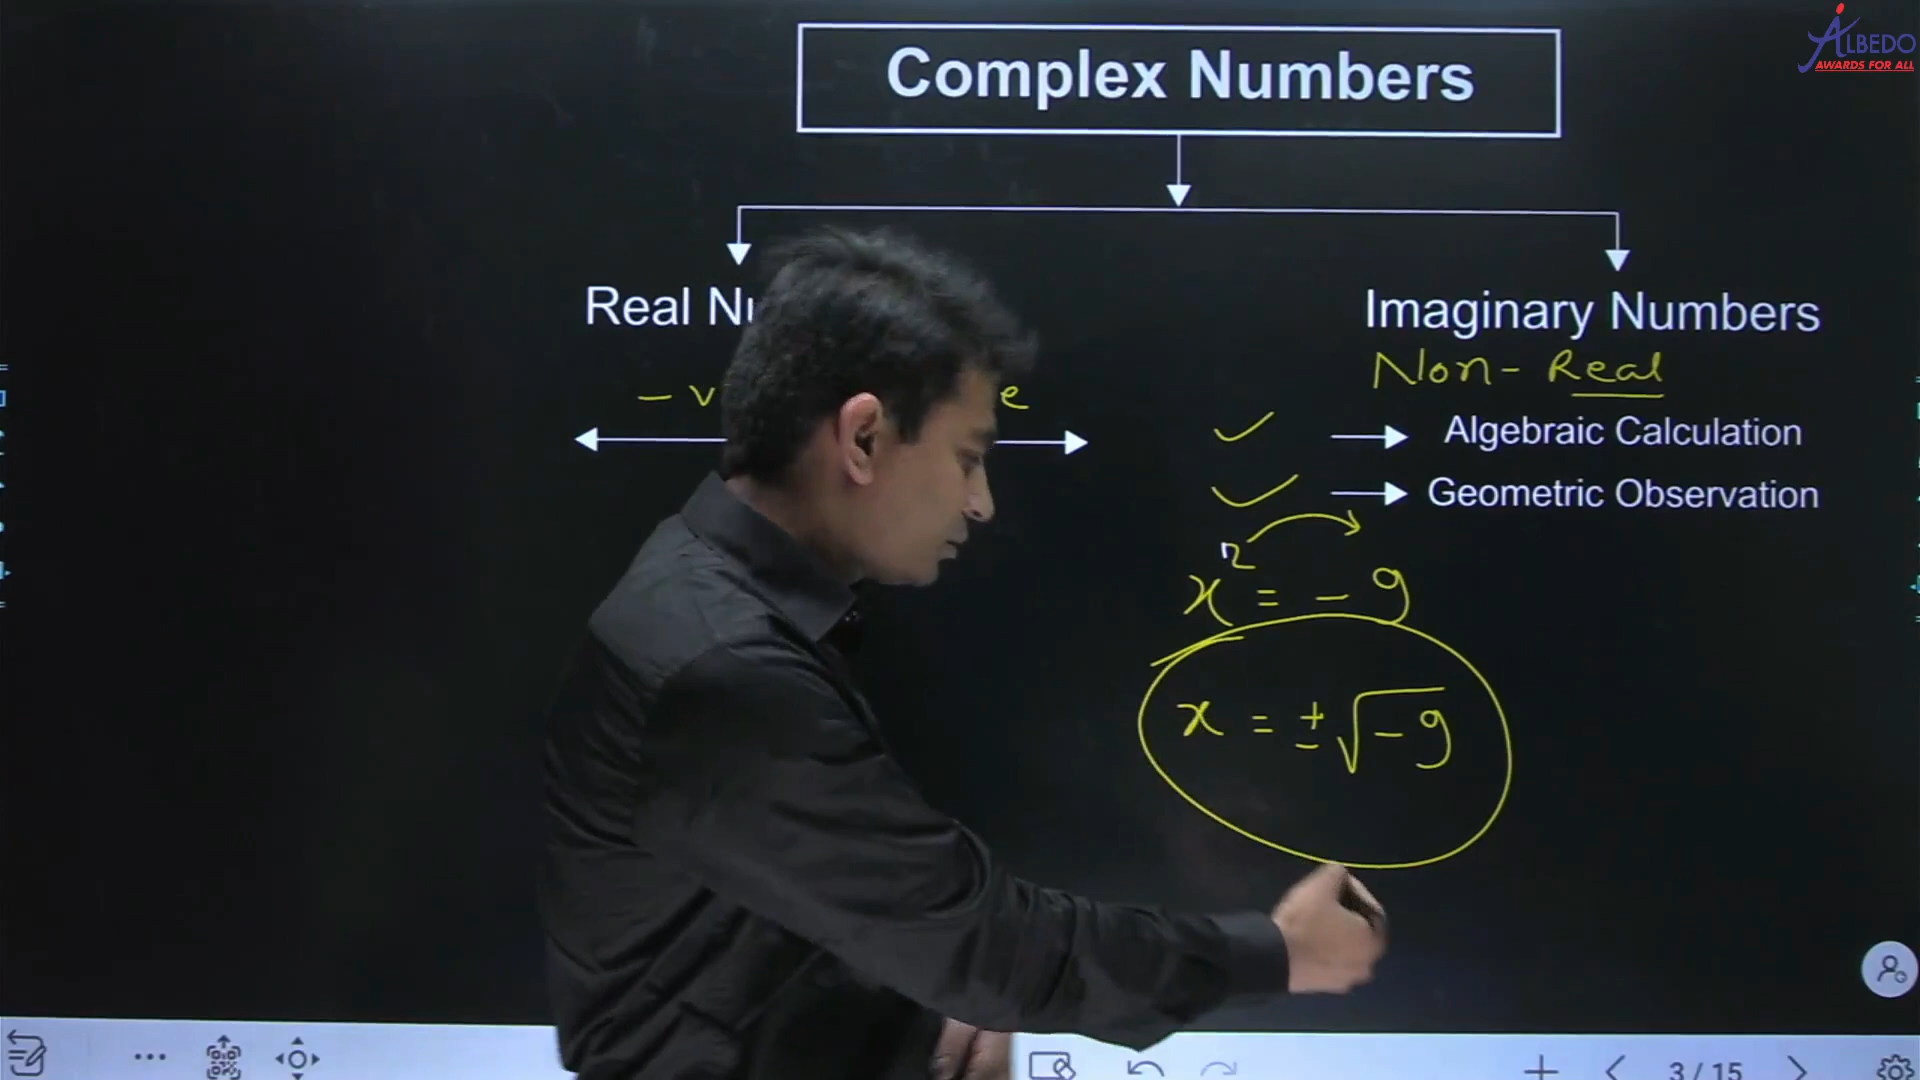 ALBEDO
AWARDS FOR ALL
Complex Numbers
Real
Imaginary Numbers
Non-Real
Algebraic Calculation
Geometric Observation
x² = -9
x = ±√-9
3 / 15